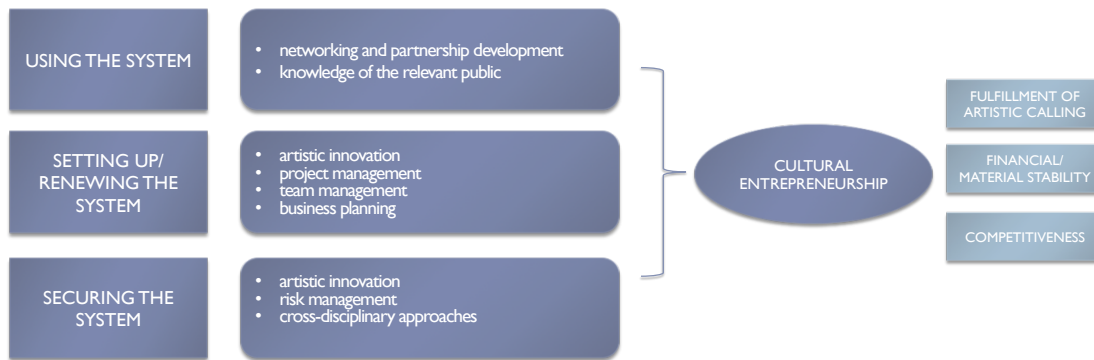 USING THE SYSTEM
• networking and partnership development
• knowledge of the relevant public
SETTING UP/
RENEWING THE
SYSTEM
• artistic innovation
• project management
• team management
• business planning
SECURING THE
SYSTEM
• artistic innovation
• risk management
• cross-disciplinary approaches
CULTURAL
ENTREPRENEURSHIP
FULFILLMENT OF
ARTISTIC CALLING
FINANCIAL/
MATERIAL STABILITY
COMPETITIVENESS